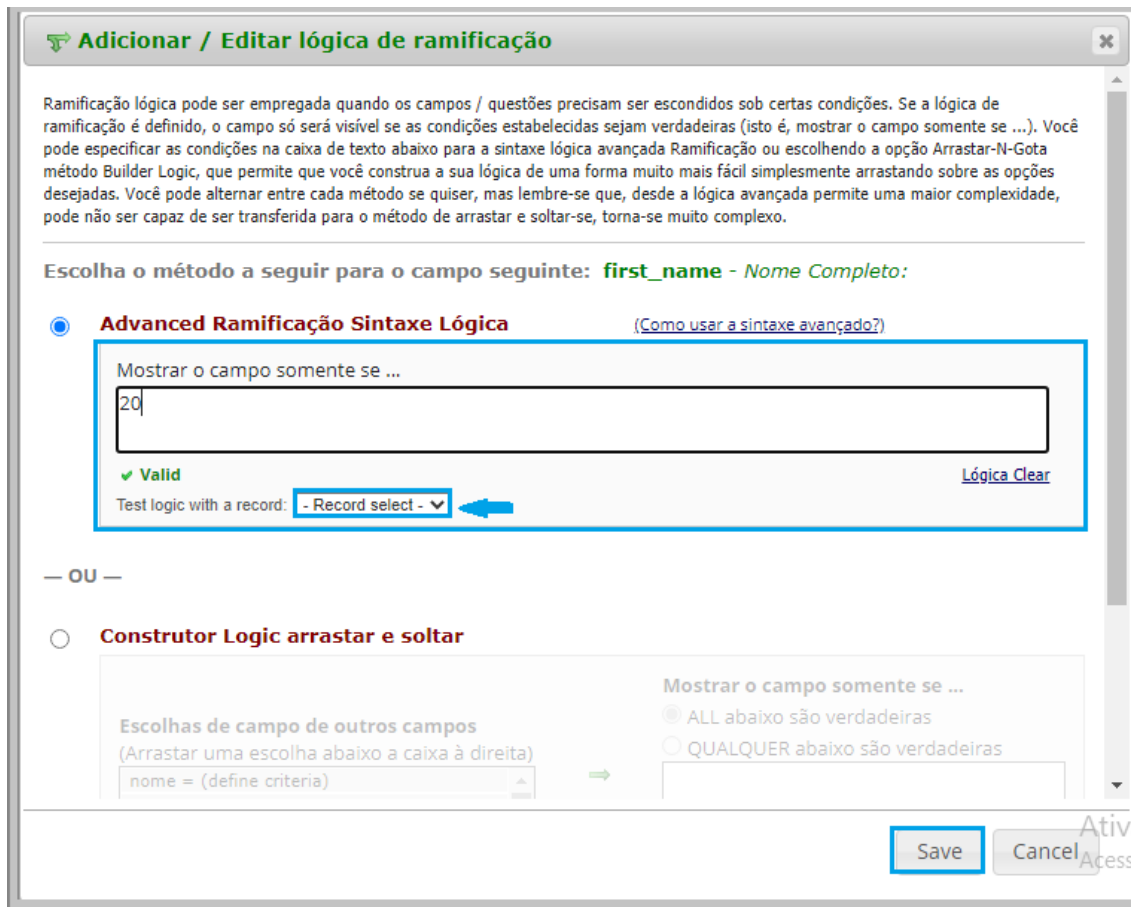 Adicionar / Editar lógica de ramificação
Ramificação lógica pode ser empregada quando os campos / questões precisam ser escondidos sob certas condições. Se a lógica de
ramificação é definido, o campo só será visível se as condições estabelecidas sejam verdadeiras (isto é, mostrar o campo somente se ...). Você
pode especificar as condições na caixa de texto abaixo para a sintaxe lógica avançada Ramificação ou escolhendo a opção Arrastar-N-Gota
método Builder Logic, que permite que você construa a sua lógica de uma forma muito mais fácil simplesmente arrastando sobre as opções
desejadas. Você pode alternar entre cada método se quiser, mas lembre-se que, desde a lógica avançada permite uma maior complexidade,
pode não ser capaz de ser transferida para o método de arrastar e soltar-se, torna-se muito complexo.
Escolha o método a seguir para o campo seguinte: first_name - Nome Completo:
Advanced Ramificação Sintaxe Lógica (Como usar a sintaxe avançado?)
Mostrar o campo somente se ...
20
Valid Lógica Clear
Test logic with a record: - Record select -
— OU —
Construtor Logic arrastar e soltar
Mostrar o campo somente se ...
Escolhas de campo de outros campos
ALL abaixo são verdadeiras
(Arrastar uma escolha abaixo a caixa à direita)
QUALQUER abaixo são verdadeiras
nome = (define criteria)
Ativ
Save Cancel
Acess